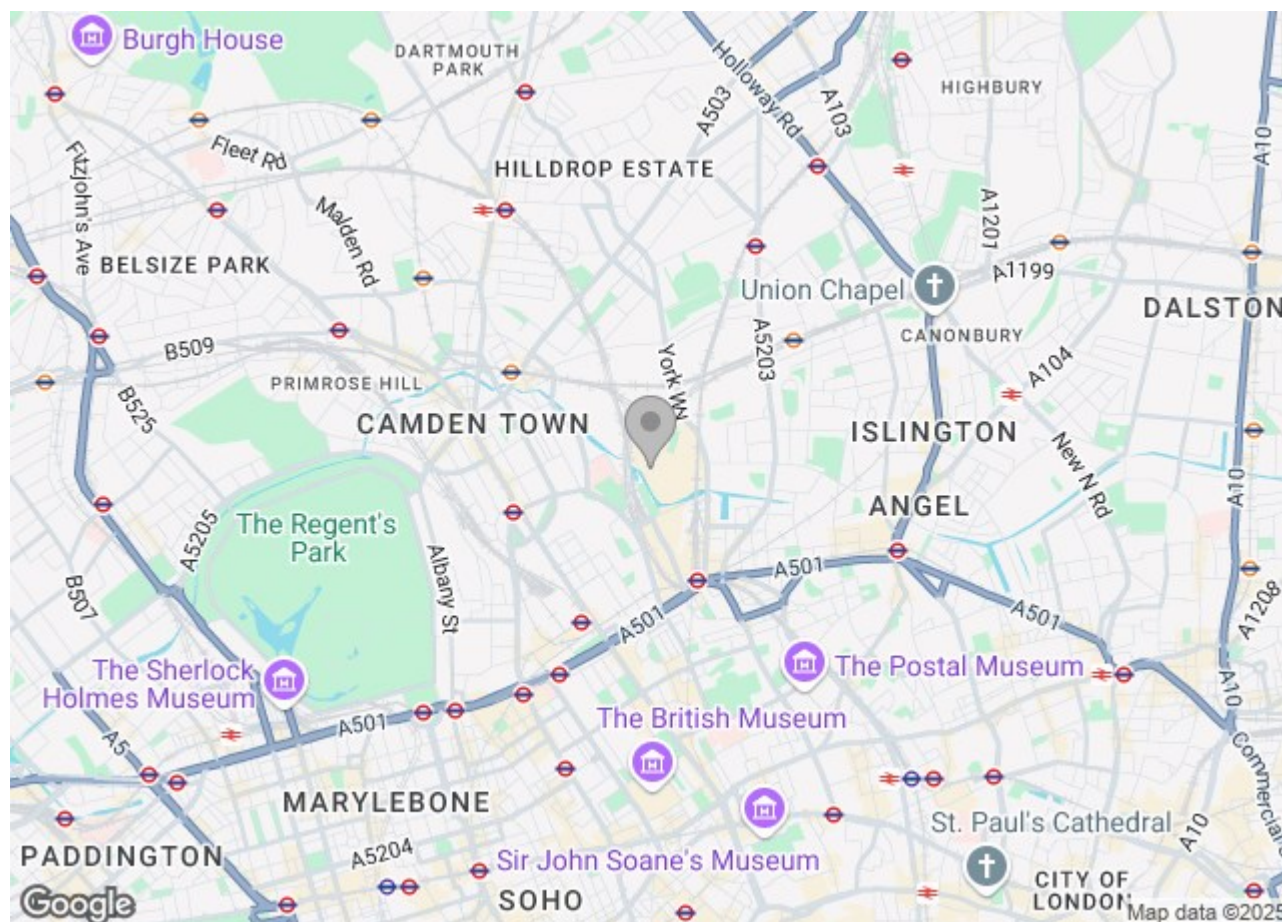 Burgh House
DARTMOUTH
PARK
Holloway Rd
A503
A103
HIGHBURY
A10
Fleet Rd
Fitzjohn's Ave
HILLDROP ESTATE
Malden Rd
A1201
BELSIZE PARK
A1199
Union Chapel
DALSTON
CANONBURY
B509
York Wy
A5203
A104
PRIMROSE HILL
B525
CAMDEN TOWN
ISLINGTON
New N Rd
A10
ANGEL
The Regent's
Park
A5205
Albany St
B507
A501
A501
A501
A1208
The Sherlock
Holmes Museum
The Postal Museum
A10
A501
The British Museum
A5
Commercial
MARYLEBONE
St. Paul's Cathedral
A10
PADDINGTON
A5204
Sir John Soane's Museum
SOHO
CITY OF
LONDON
Google
Map data ©2025